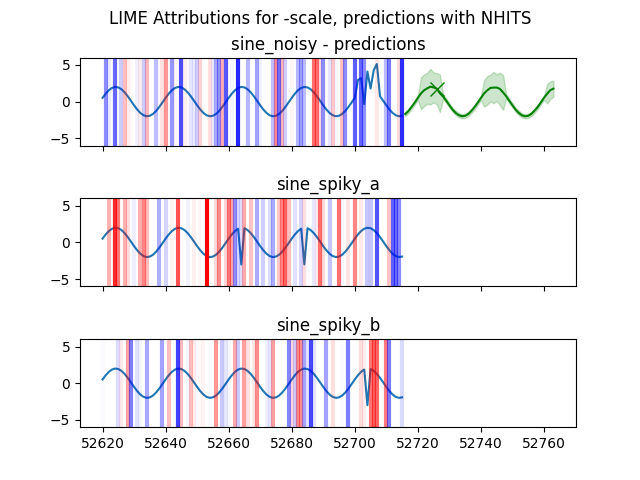 LIME Attributions for -scale, predictions with NHITS
sine_noisy - predictions
5
0
−5
sine_spiky_a
5
0
−5
sine_spiky_b
5
0
−5
52620 52640 52660 52680 52700 52720 52740 52760